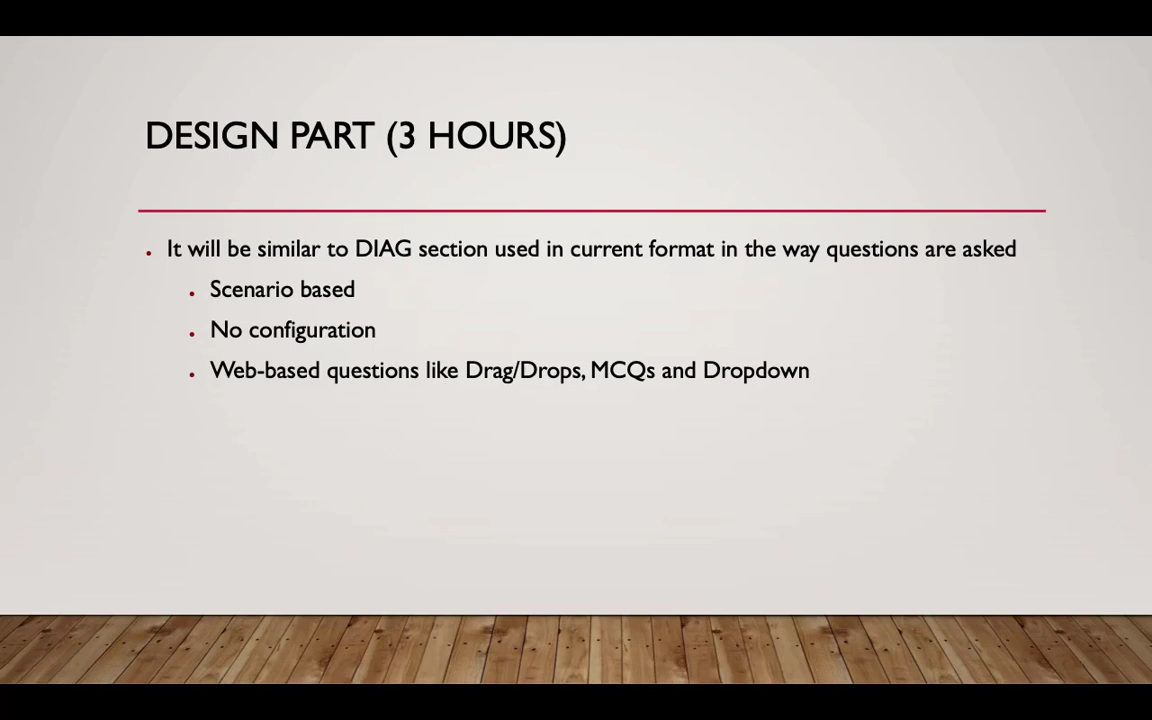 DESIGN PART (3 HOURS)
It will be similar to DIAG section used in current format in the way questions are asked
Scenario based
No configuration
Web-based questions like Drag/Drops, MCQs and Dropdown